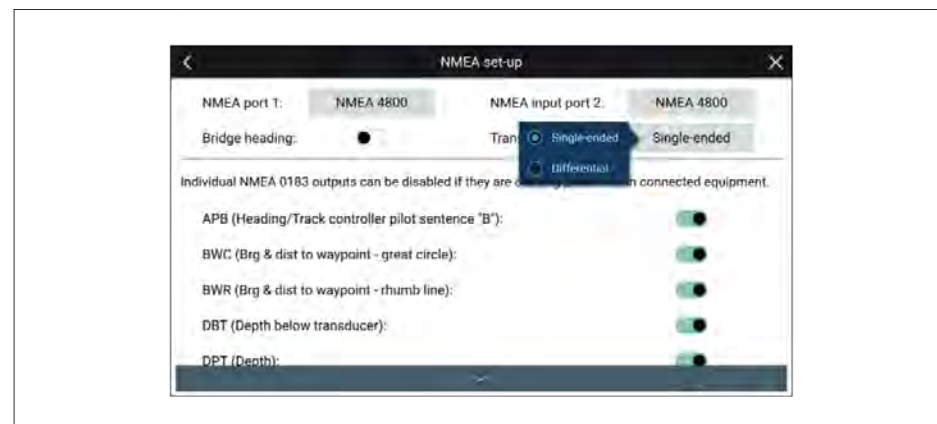 NMEA set-up
NMEA port 1: NMEA 4800 NMEA input port 2: NMEA 4800
Bridge heading: Tran Single-ended Single-ended
Differential
Individual NMEA 0183 outputs can be disabled if they are connected equipment.
APB (Heading/Track controller pilot sentence "B"):
BWC (Brg & dist to waypoint - great circle):
BWR (Brg & dist to waypoint - rhumb line):
DBT (Depth below transducer):
DPT (Depth):